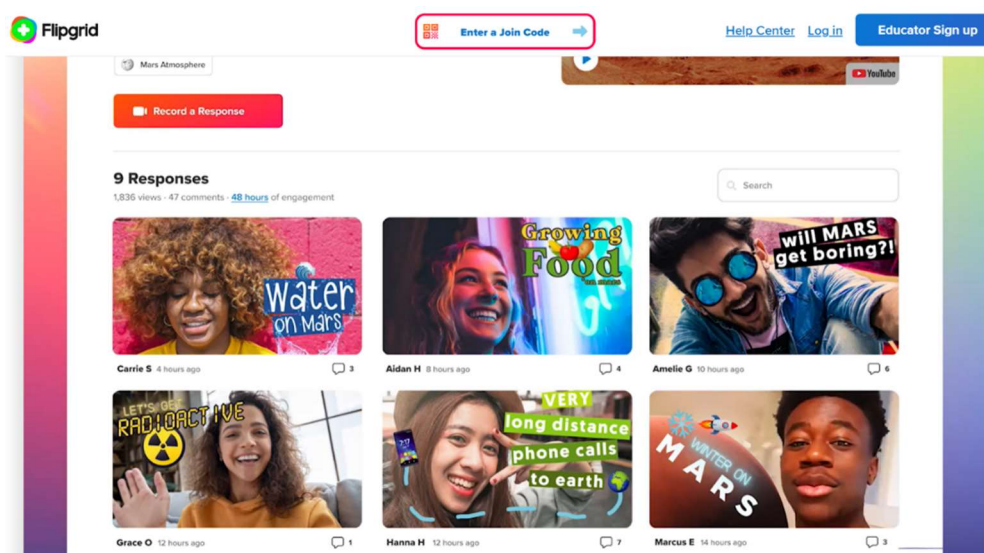 Flipgrid
Enter a Join Code
Help Center
Log in
Educator Sign up
Mars Atmosphere
YouTube
Record a Response
9 Responses
1,836 views · 47 comments · 48 hours of engagement
Search
Water
on Mars
Growing
Food
ON MARS
will MARS
get boring?!
Carrie S 4 hours ago 3
Aidan H 8 hours ago 4
Amelie G 10 hours ago 6
LET'S GET
RADIOACTIVE
VERY
long distance
phone calls
to earth
WINTER ON
MARS
Grace O 12 hours ago 1
Hanna H 12 hours ago 7
Marcus E 14 hours ago 3